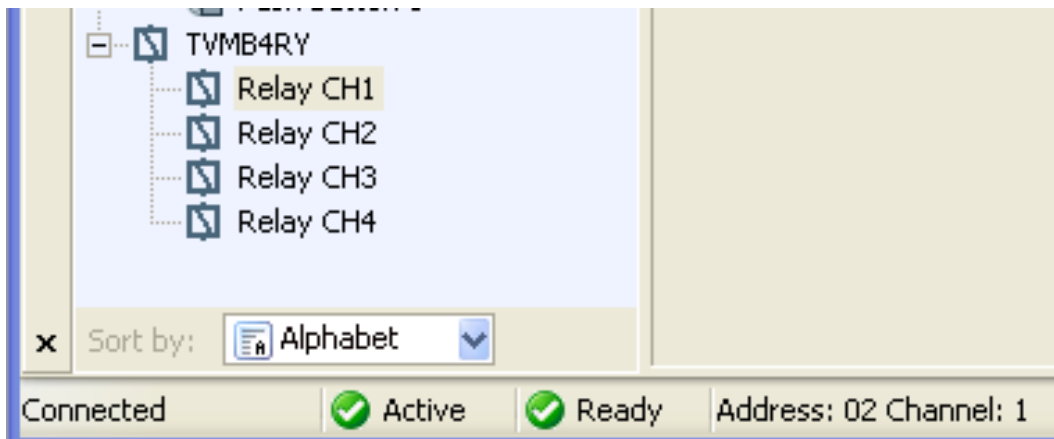 TVMB4RY
Relay CH1
Relay CH2
Relay CH3
Relay CH4
x Sort by: Alphabet
Connected Active Ready Address: 02 Channel: 1